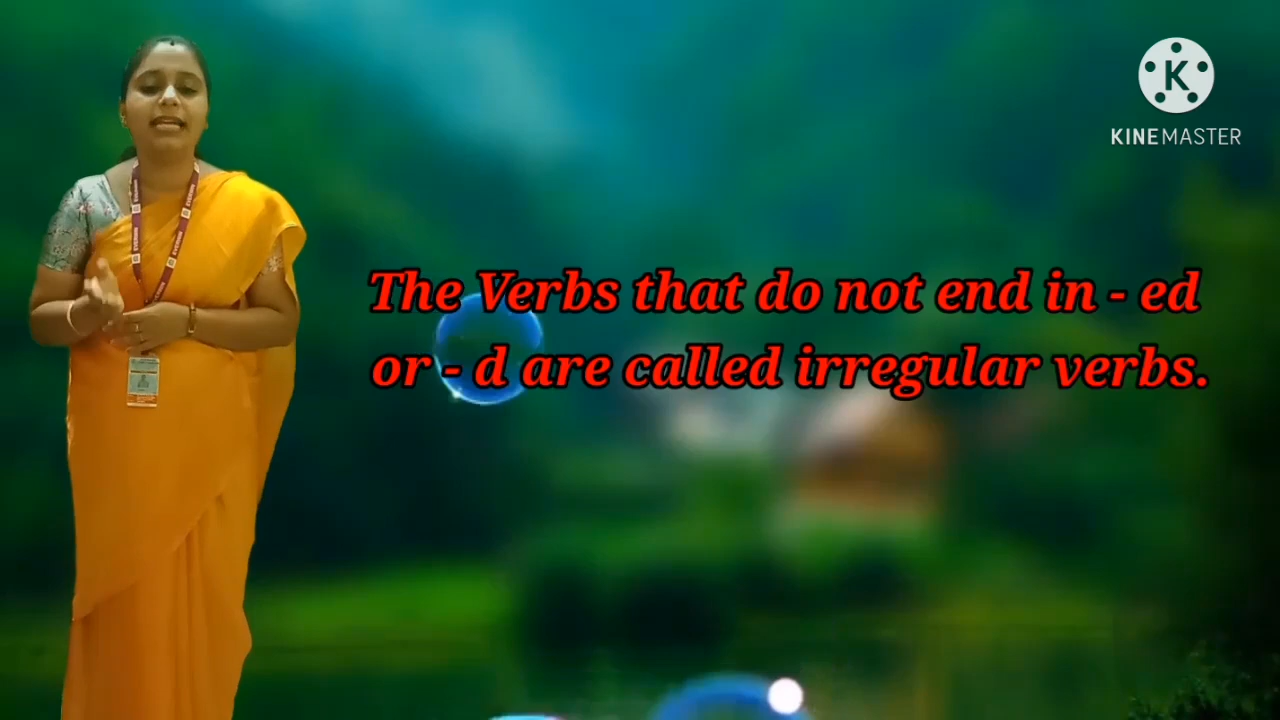 KINEMASTER
The Verbs that do not end in - ed
or - d are called irregular verbs.